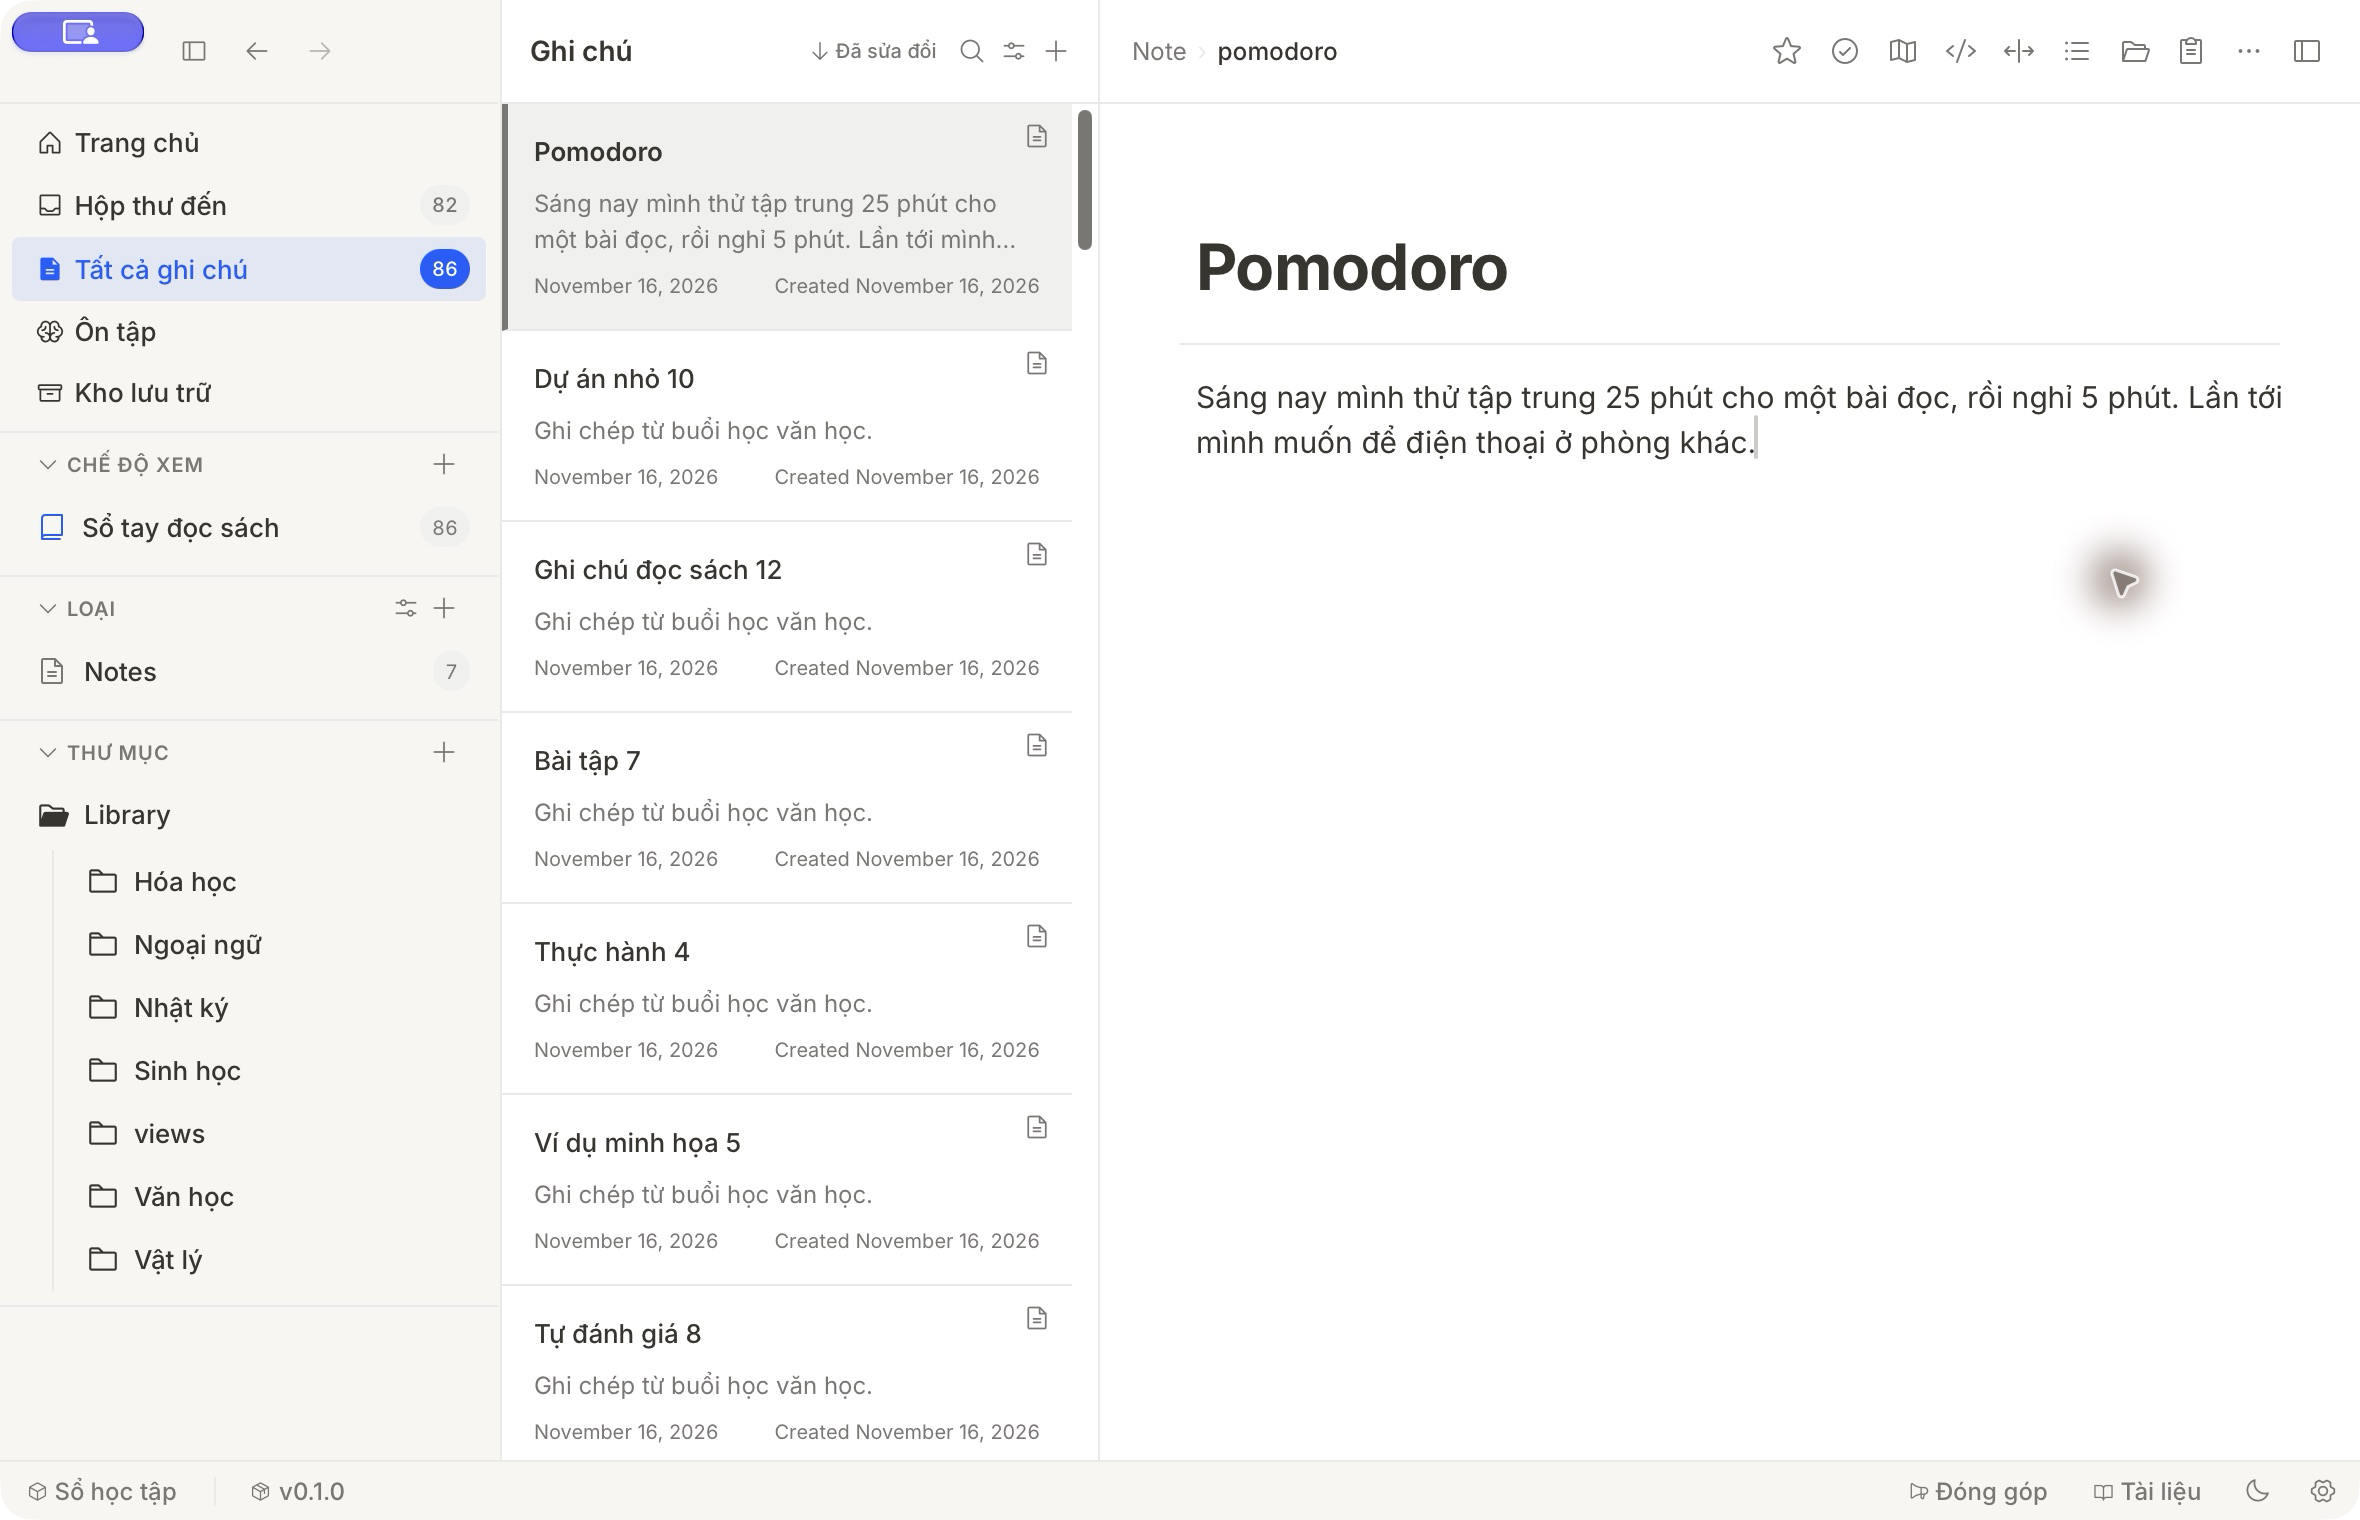 Trang chủ
Hộp thư đến
82
Tất cả ghi chú
86
Ôn tập
Kho lưu trữ
CHẾ ĐỘ XEM
Sổ tay đọc sách
86
LOẠI
Notes
7
THƯ MỤC
Library
Hóa học
Ngoại ngữ
Nhật ký
Sinh học
views
Văn học
Vật lý
Ghi chú
Đã sửa đổi
Pomodoro
Sáng nay mình thử tập trung 25 phút cho
một bài đọc, rồi nghỉ 5 phút. Lần tới mình...
November 16, 2026 Created November 16, 2026
Dự án nhỏ 10
Ghi chép từ buổi học văn học.
November 16, 2026 Created November 16, 2026
Ghi chú đọc sách 12
Ghi chép từ buổi học văn học.
November 16, 2026 Created November 16, 2026
Bài tập 7
Ghi chép từ buổi học văn học.
November 16, 2026 Created November 16, 2026
Thực hành 4
Ghi chép từ buổi học văn học.
November 16, 2026 Created November 16, 2026
Ví dụ minh họa 5
Ghi chép từ buổi học văn học.
November 16, 2026 Created November 16, 2026
Tự đánh giá 8
Ghi chép từ buổi học văn học.
November 16, 2026 Created November 16, 2026
Note › pomodoro
Pomodoro
Sáng nay mình thử tập trung 25 phút cho một bài đọc, rồi nghỉ 5 phút. Lần tới
mình muốn để điện thoại ở phòng khác.
Sổ học tập
v0.1.0
Đóng góp
Tài liệu